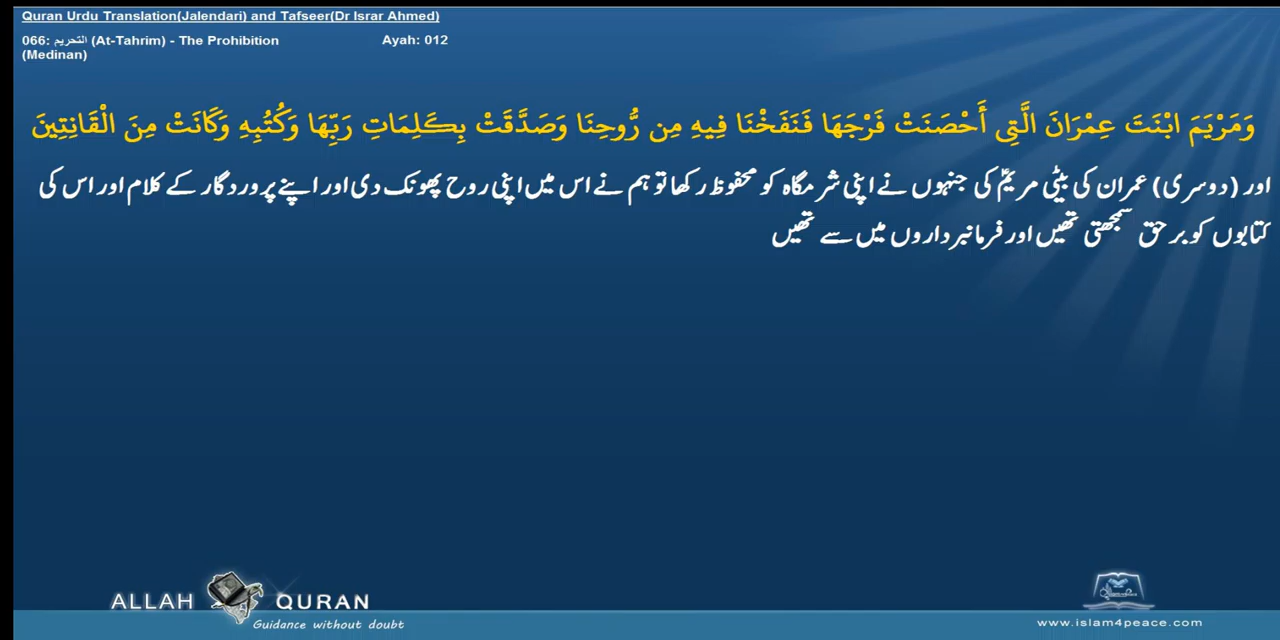 Quran Urdu Translation(Jalendari) and Tafseer(Dr Israr Ahmed)
066: التحريم (At-Tahrim) - The Prohibition (Medinan)
Ayah: 012
وَمَرْيَمَ ابْنَتَ عِمْرَانَ الَّتِي أَحْصَنَتْ فَرْجَهَا فَنَفَخْنَا فِيهِ مِن رُّوحِنَا وَصَدَّقَتْ بِكَلِمَاتِ رَبِّهَا وَكُتُبِهِ وَكَانَتْ مِنَ الْقَانِتِينَ
اور (دوسری) عمران کی بیٹی مریمؑ کی جنہوں نے اپنی شرمگاہ کو محفوظ رکھا تو ہم نے اس میں اپنی روح پھونک دی اور اپنے پروردگار کے کلام اور اس کی
کتابوں کو برحق سمجھتی تھیں اور فرمانبرداروں میں سے تھیں
ALLAH QURAN
Guidance without doubt
www.islam4peace.com